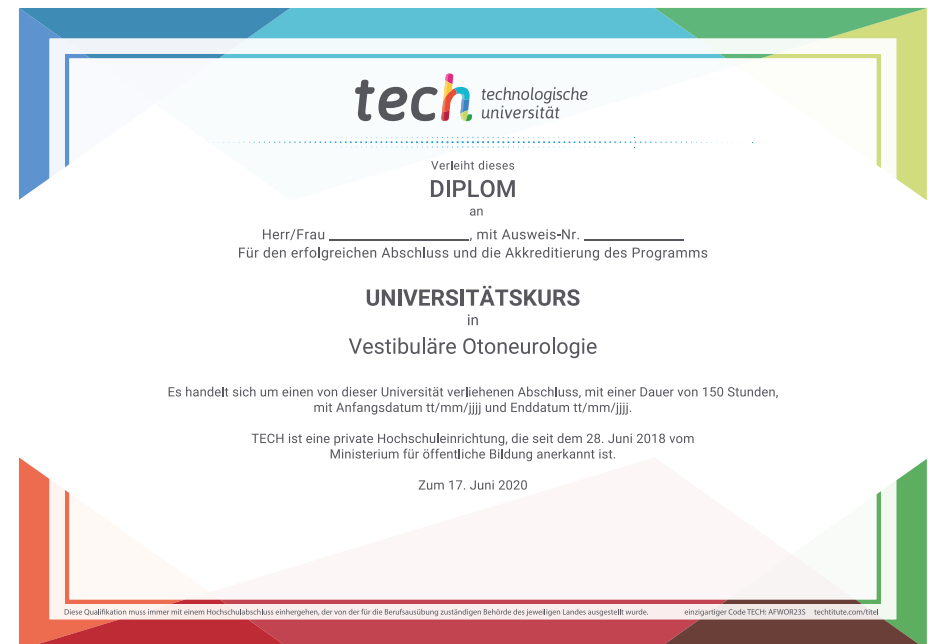 tech technologische
universität
Verleiht dieses
DIPLOM
an
Herr/Frau ____________, mit Ausweis-Nr. ____________
Für den erfolgreichen Abschluss und die Akkreditierung des Programms
UNIVERSITÄTSKURS
in
Vestibuläre Otoneurologie
Es handelt sich um einen von dieser Universität verliehenen Abschluss, mit einer Dauer von 150 Stunden,
mit Anfangsdatum tt/mm/jjjj und Enddatum tt/mm/jjjj.
TECH ist eine private Hochschuleinrichtung, die seit dem 28. Juni 2018 vom
Ministerium für öffentliche Bildung anerkannt ist.
Zum 17. Juni 2020
Diese Qualifikation muss immer mit einem Hochschulabschluss einhergehen, der von der für die Berufsausübung zuständigen Behörde des jeweiligen Landes ausgestellt wurde. einzigartiger Code TECH: AFWOR23S techtitute.com/titel